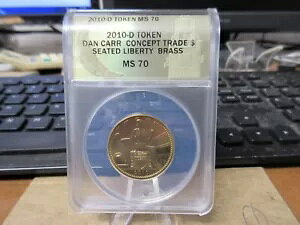 2010-D TOKEN MS 70
2010-D TOKEN
DAN CARR CONCEPT TRADE $
SEATED LIBERTY BRASS
MS 70